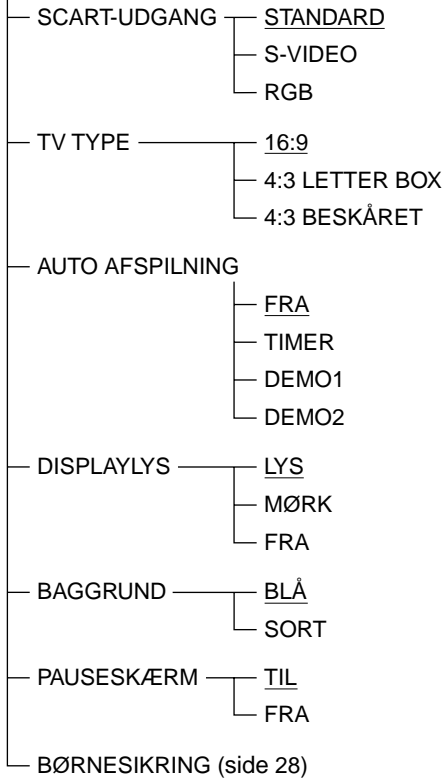 SCART-UDGANG STANDARD
S-VIDEO
RGB
TV TYPE 16:9
4:3 LETTER BOX
4:3 BESKÅRET
AUTO AFSPILNING
FRA
TIMER
DEMO1
DEMO2
DISPLAYLYS LYS
MØRK
FRA
BAGGRUND BLÅ
SORT
PAUSESKÆRM TIL
FRA
BØRNESIKRING (side 28)